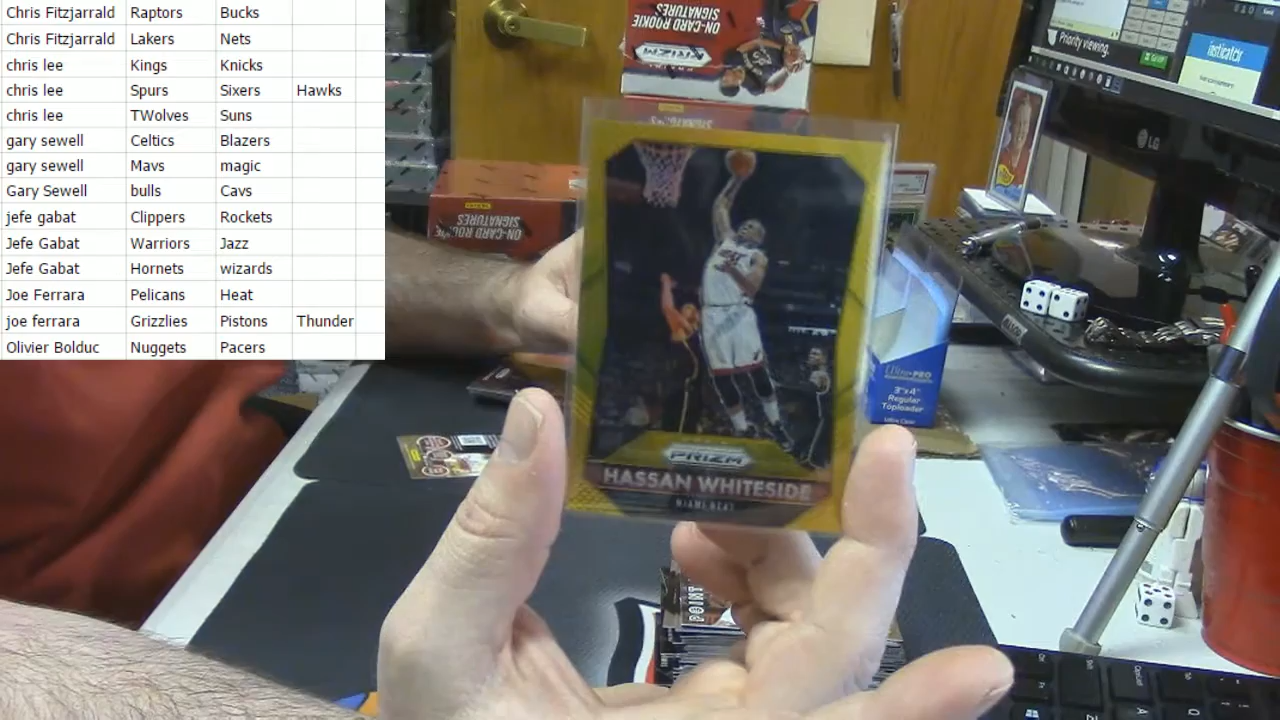 Chris Fitzjarrald Raptors Bucks
Chris Fitzjarrald Lakers Nets
chris lee Kings Knicks
chris lee Spurs Sixers Hawks
chris lee TWolves Suns
gary sewell Celtics Blazers
gary sewell Mavs magic
Gary Sewell bulls Cavs
jefe gabat Clippers Rockets
Jefe Gabat Warriors Jazz
Jefe Gabat Hornets wizards
Joe Ferrara Pelicans Heat
joe ferrara Grizzlies Pistons Thunder
Olivier Bolduc Nuggets Pacers
ON-CARD ROOKIE
SIGNATURES
PRIZM
ON-CARD
SIGNATURES
Priority viewing.
insticator
LG
PRIZM
HASSAN WHITESIDE
MIAMI HEAT
Ultra PRO
3"x4"
Regular
Toploader
POINT